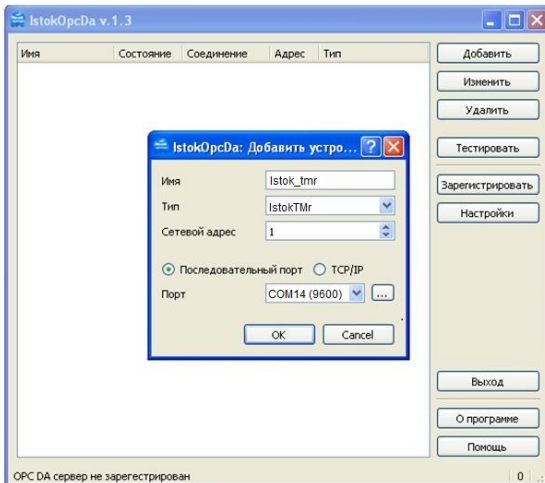 IstokOpcDa v.1.3
Имя Состояние Соединение Адрес Тип
Добавить
Изменить
Удалить
Тестировать
Зарегистрировать
Настройки
IstokOpcDa: Добавить устро...
Имя Istok_tmr
Тип IstokTMr
Сетевой адрес 1
Последовательный порт TCP/IP
Порт COM14 (9600) ...
OK Cancel
Выход
О программе
Помощь
OPC DA сервер не зарегестрирован 0